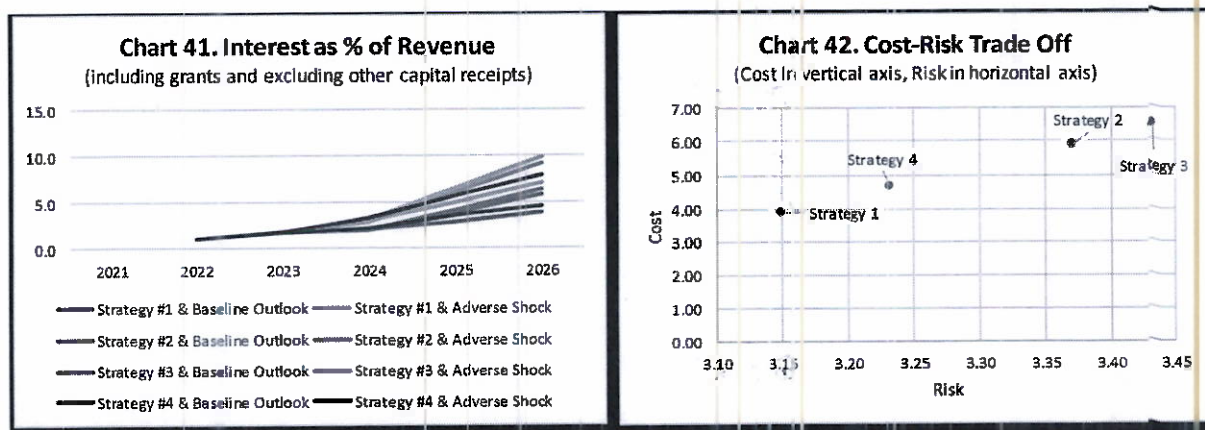 Chart 41. Interest as % of Revenue
(including grants and excluding other capital receipts)
15.0
10.0
5.0
0.0
2021 2022 2023 2024 2025 2026
Strategy #1 & Baseline Outlook Strategy #1 & Adverse Shock
Strategy #2 & Baseline Outlook Strategy #2 & Adverse Shock
Strategy #3 & Baseline Outlook Strategy #3 & Adverse Shock
Strategy #4 & Baseline Outlook Strategy #4 & Adverse Shock
Chart 42. Cost-Risk Trade Off
(Cost In vertical axis, Risk in horizontal axis)
7.00
6.00
5.00
4.00
3.00
2.00
1.00
0.00
Cost
Strategy 2
Strategy 4
Strategy 3
Strategy 1
3.10 3.15 3.20 3.25 3.30 3.35 3.40 3.45
Risk